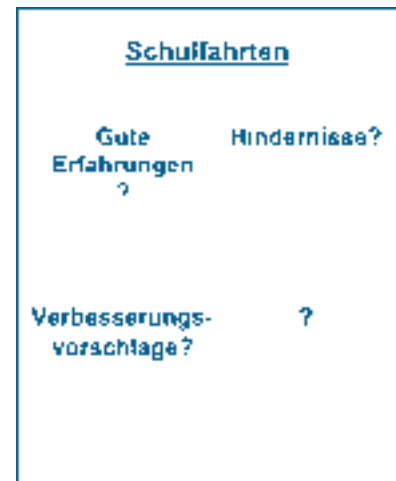 Schulfahrten
Gute
Erfahrungen
?
Hindernisse?
Verbesserungs-
vorschläge?
?